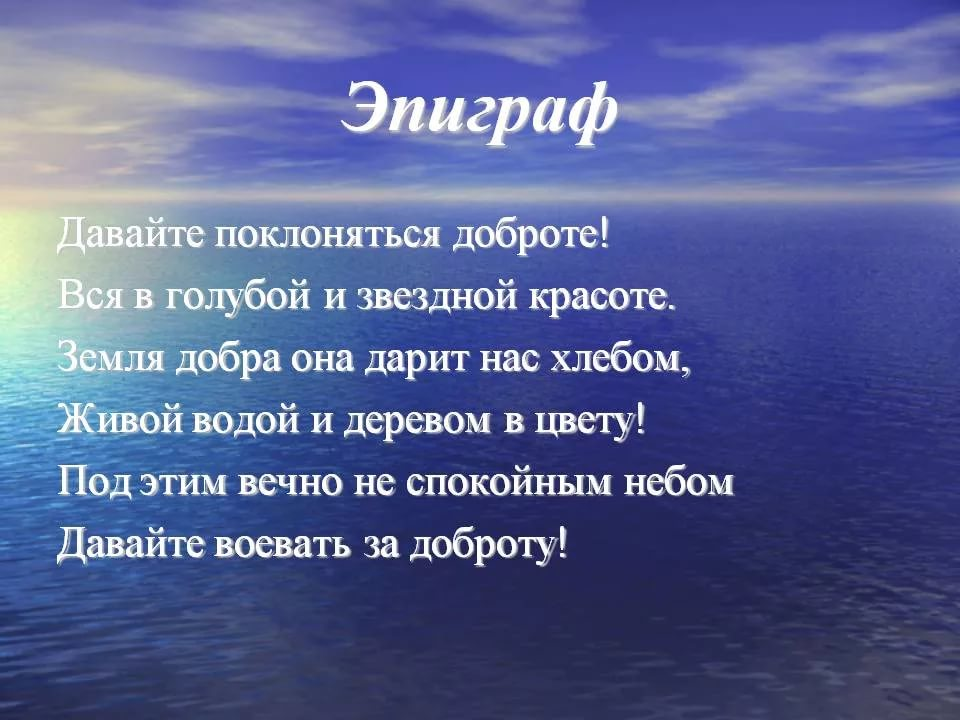 Эпиграф
Давайте поклоняться доброте!
Вся в голубой и звездной красоте.
Земля добра она дарит нас хлебом,
Живой водой и деревом в цвету!
Под этим вечно не спокойным небом
Давайте воевать за доброту!